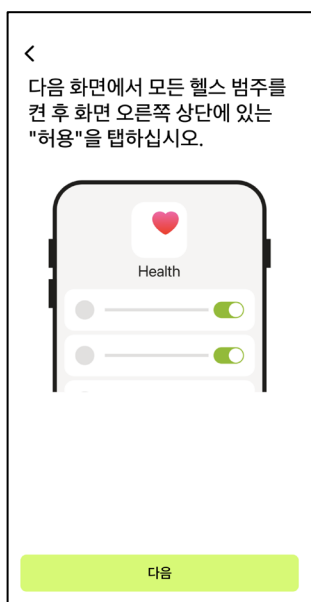 다음 화면에서 모든 헬스 범주를
켠 후 화면 오른쪽 상단에 있는
"허용"을 탭하십시오.
Health
다음